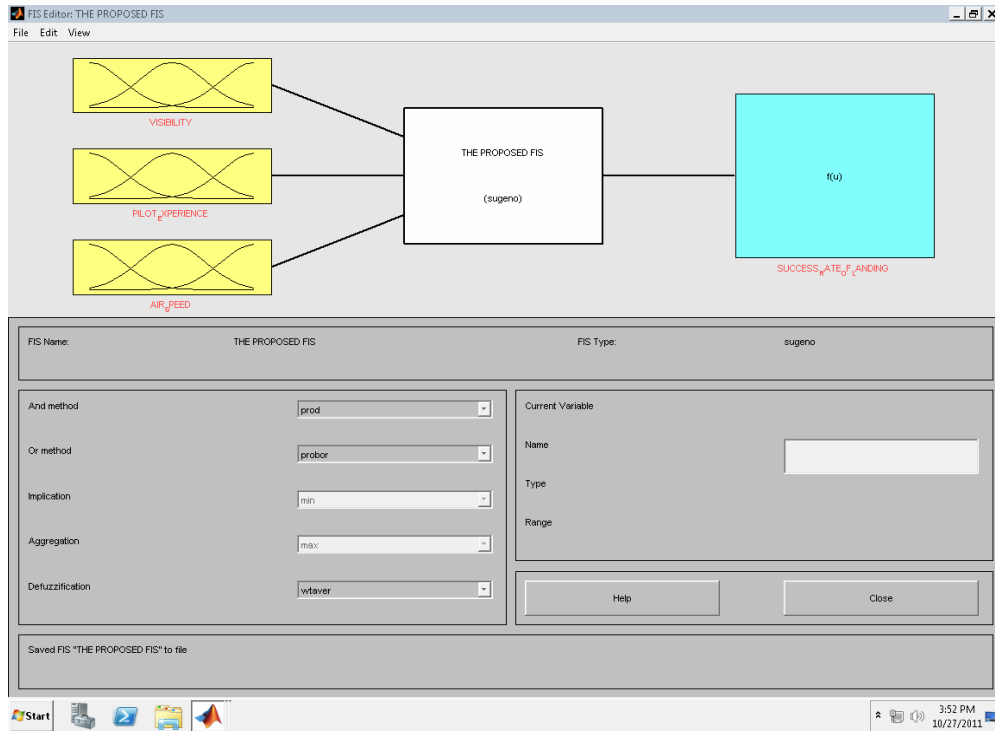 FIS Editor: THE PROPOSED FIS
File Edit View
VISIBILITY
THE PROPOSED FIS
(sugeno)
f(u)
PILOT_EXPERIENCE
SUCCESS_RATE_OF_LANDING
AIR_SPEED
FIS Name: THE PROPOSED FIS FIS Type: sugeno
And method prod
Or method probor
Implication min
Aggregation max
Defuzzification wtaver
Current Variable
Name
Type
Range
Help Close
Saved FIS "THE PROPOSED FIS" to file
Start
3:52 PM
10/27/2011